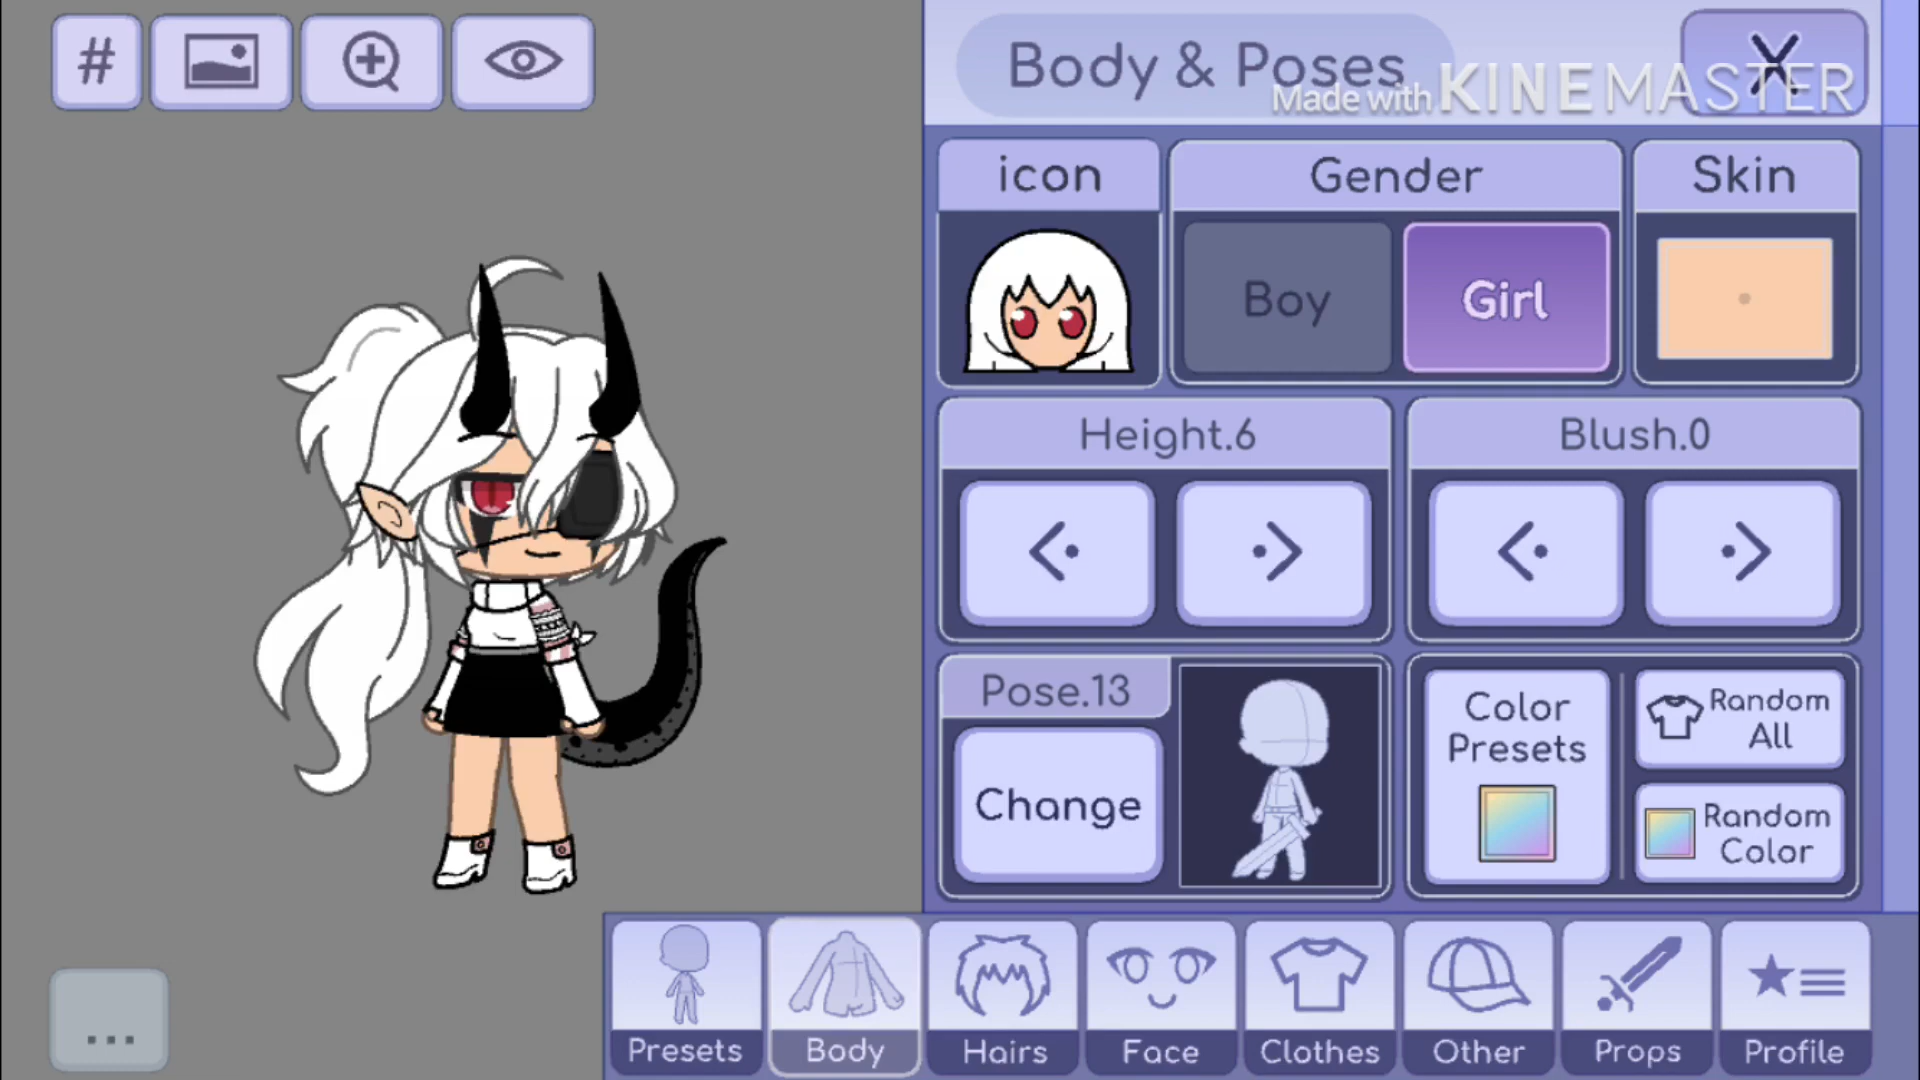 #
Body & Poses
X
Made with KINEMASTER
icon
Gender
Skin
Boy
Girl
Height.6
Blush.0
Pose.13
Change
Color
Presets
Random
All
Random
Color
...
Presets
Body
Hairs
Face
Clothes
Other
Props
Profile